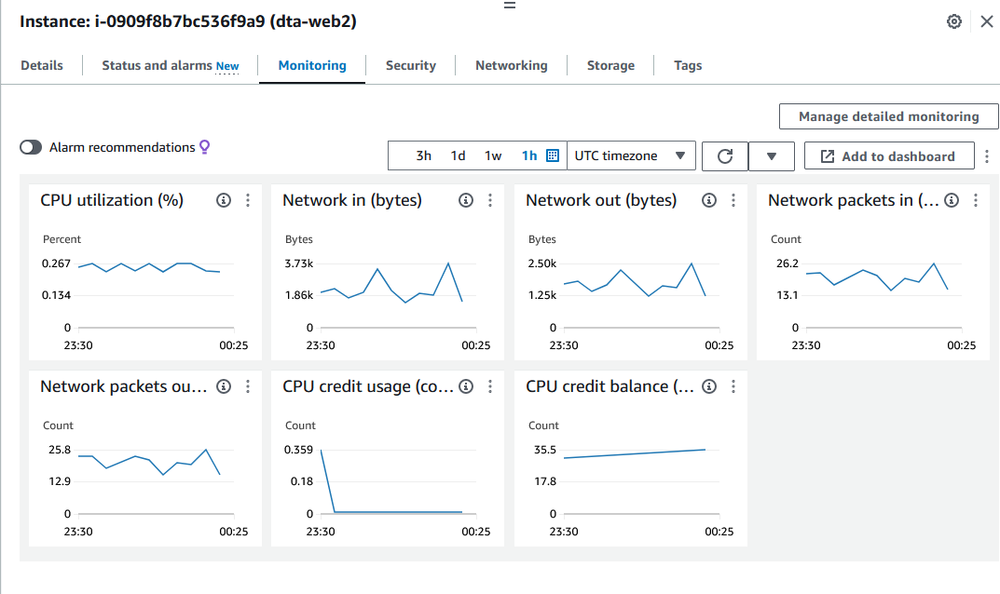 Instance: i-0909f8b7bc536f9a9 (dta-web2)
Details
Status and alarms New
Monitoring
Security
Networking
Storage
Tags
Manage detailed monitoring
Alarm recommendations
3h 1d 1w 1h
UTC timezone
Add to dashboard
CPU utilization (%)
Percent
0.267
0.134
0
23:30 00:25
Network in (bytes)
Bytes
3.73k
1.86k
0
23:30 00:25
Network out (bytes)
Bytes
2.50k
1.25k
0
23:30 00:25
Network packets in (...
Count
26.2
13.1
0
23:30 00:25
Network packets ou...
Count
25.8
12.9
0
23:30 00:25
CPU credit usage (co...
Count
0.359
0.18
0
23:30 00:25
CPU credit balance (...
Count
35.5
17.8
0
23:30 00:25